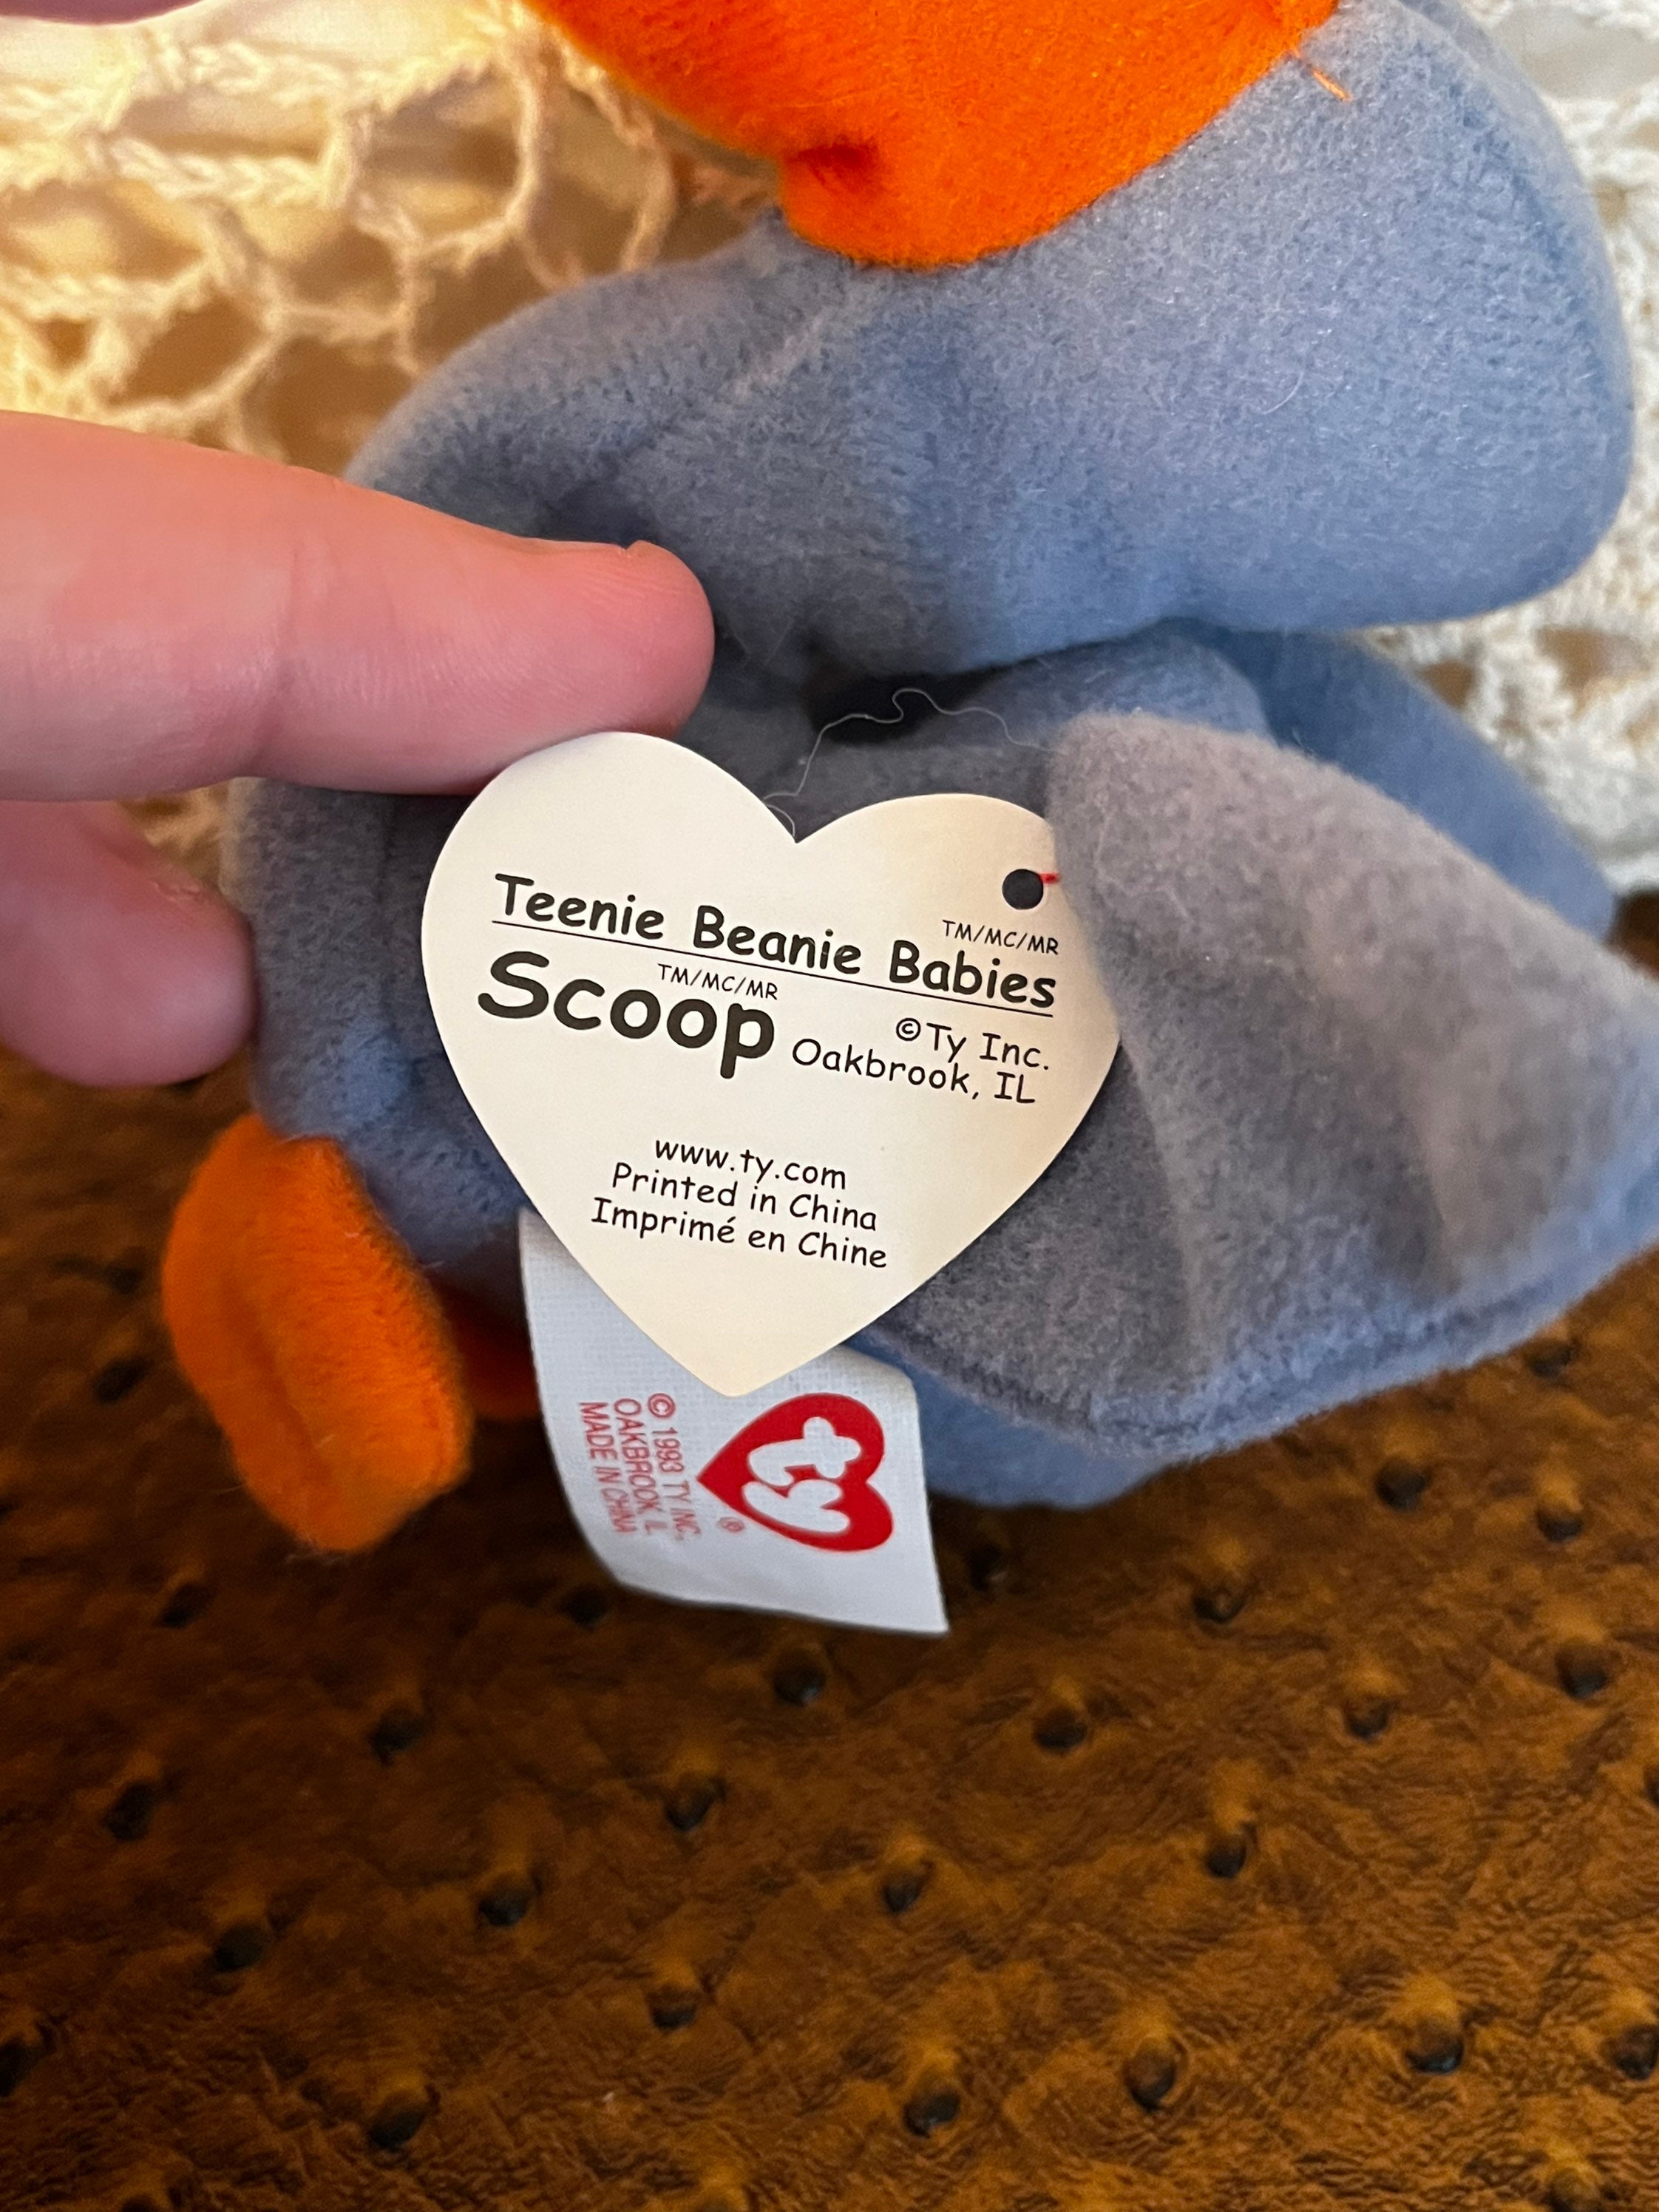 Teenie Beanie Babies
TM/MC/MR
Scoop
TM/MC/MR
©Ty Inc.
Oakbrook, IL
www.ty.com
Printed in China
Imprimé en Chine
ty
®
© 1993 TY INC.,
OAKBROOK, IL
MADE IN CHINA